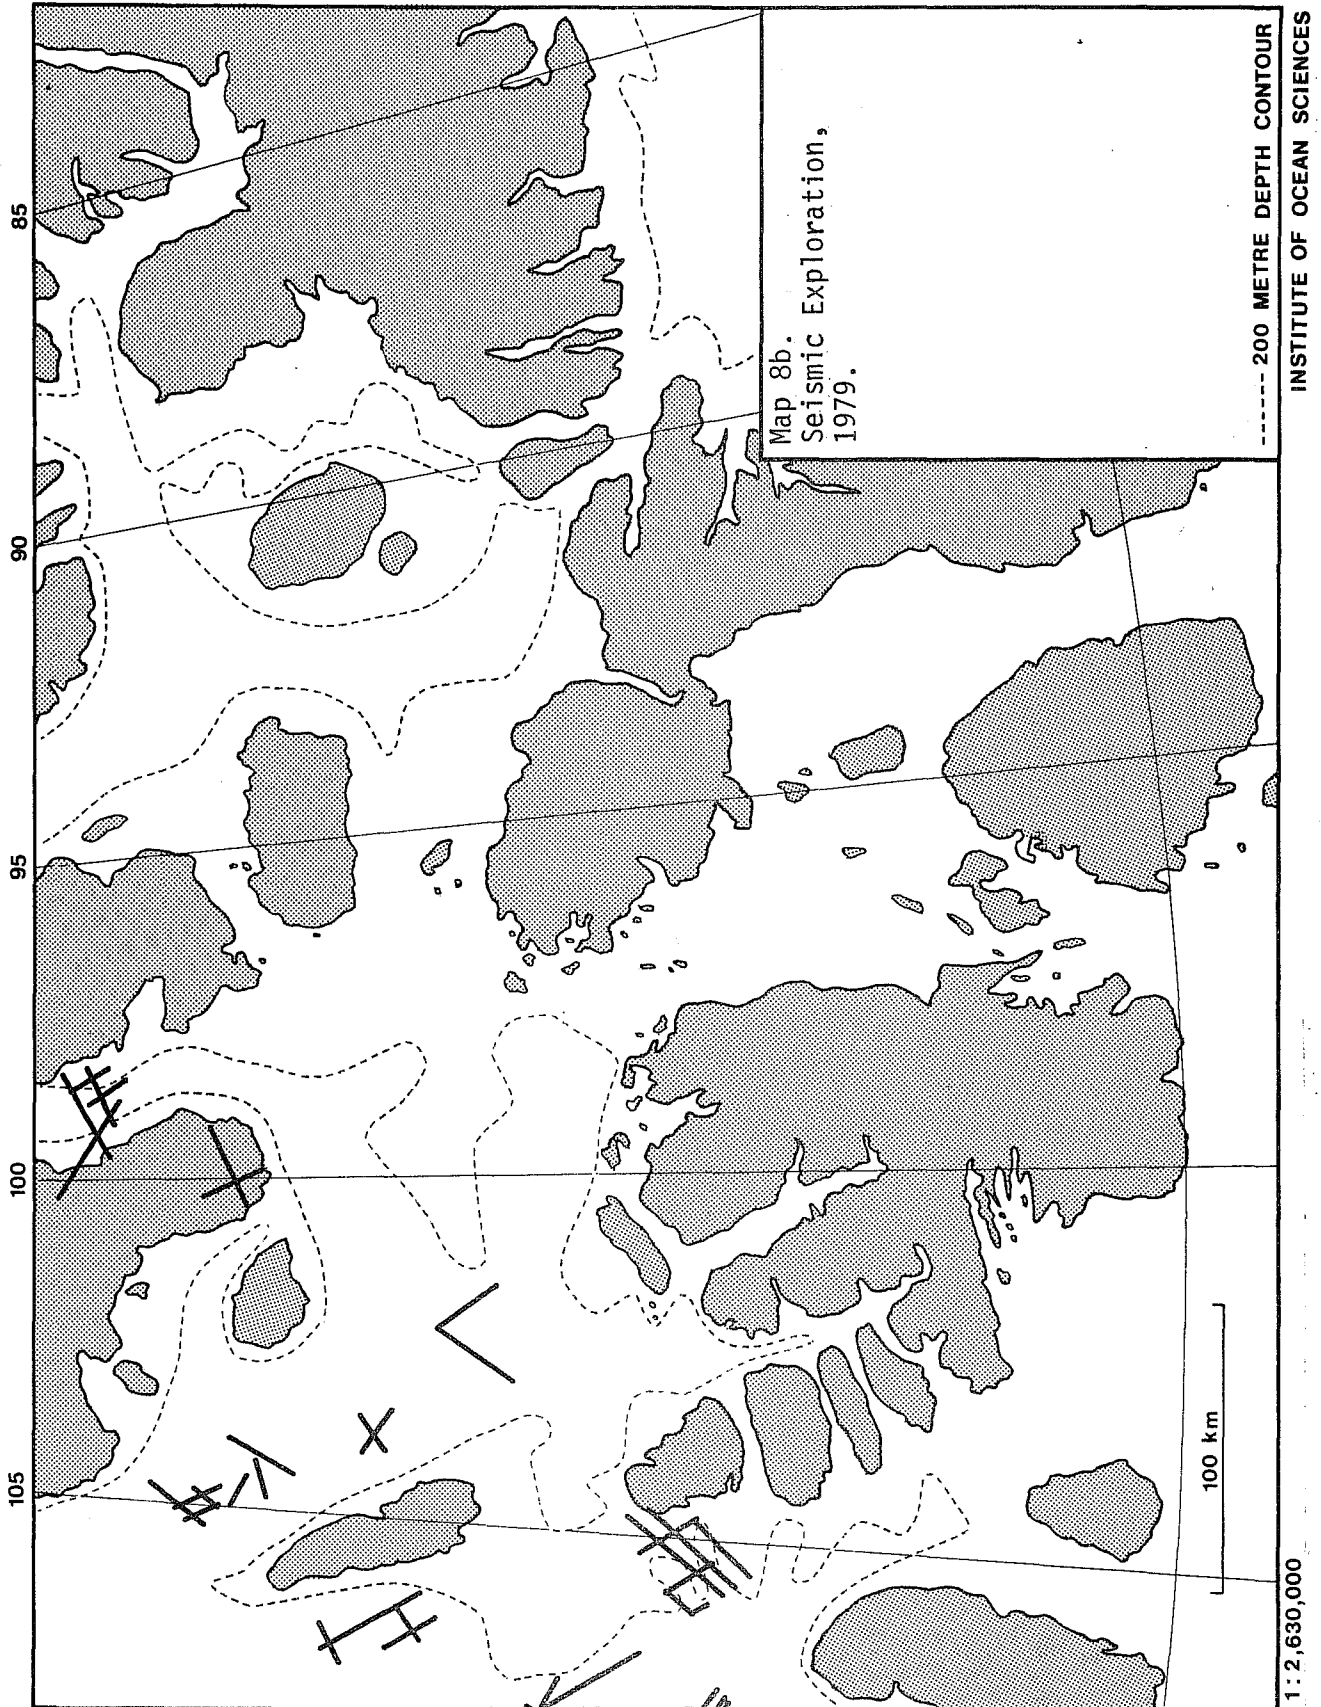 Map 8b.
Seismic Exploration,
1979.
------ 200 METRE DEPTH CONTOUR
INSTITUTE OF OCEAN SCIENCES
85
90
95
100
105
100 km
1:2,630,000